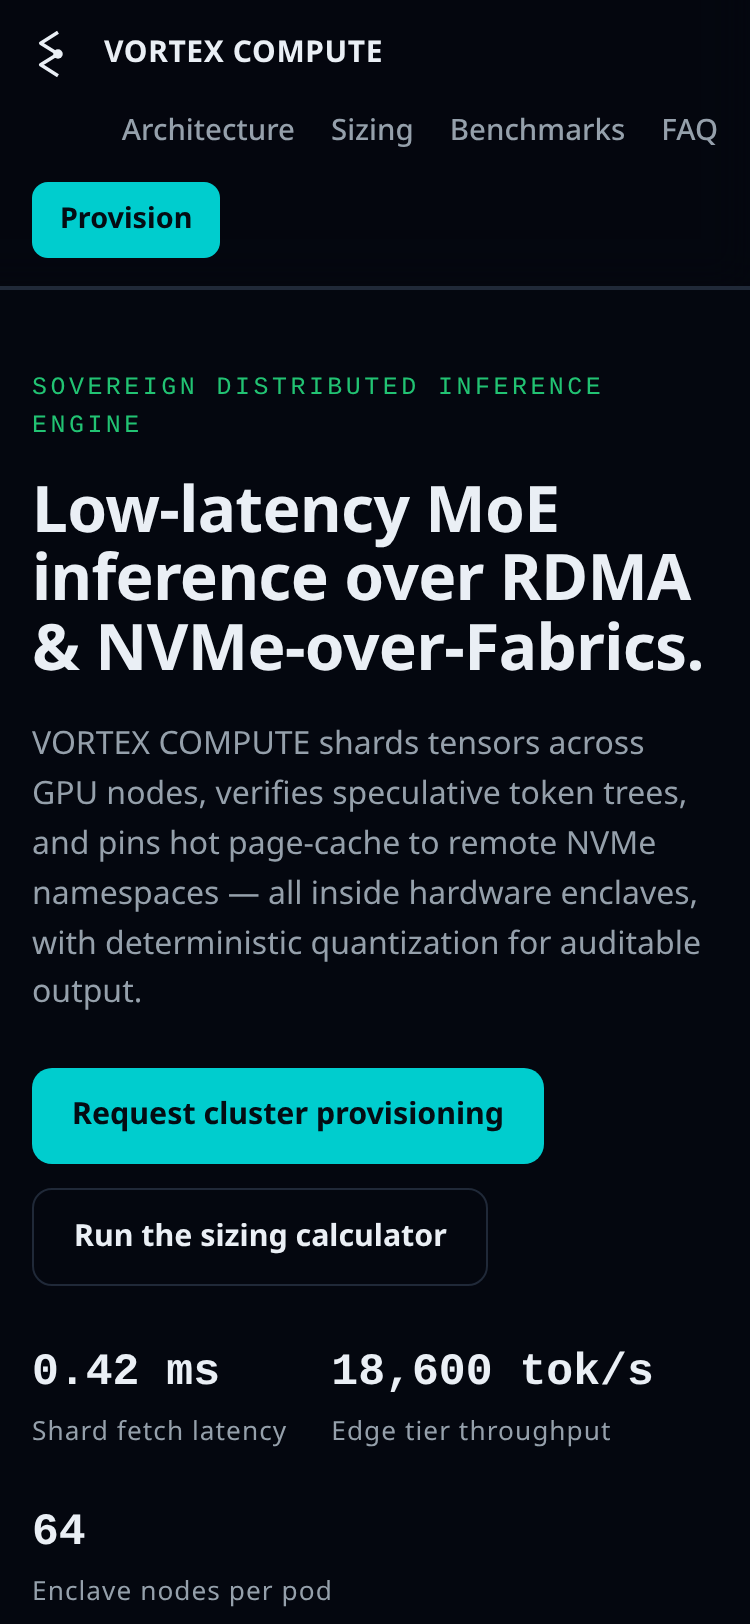 VORTEX COMPUTE
Architecture Sizing Benchmarks FAQ
Provision
SOVEREIGN DISTRIBUTED INFERENCE
ENGINE
Low-latency MoE
inference over RDMA
& NVMe-over-Fabrics.
VORTEX COMPUTE shards tensors across
GPU nodes, verifies speculative token trees,
and pins hot page-cache to remote NVMe
namespaces — all inside hardware enclaves,
with deterministic quantization for auditable
output.
Request cluster provisioning
Run the sizing calculator
0.42 ms 18,600 tok/s
Shard fetch latency Edge tier throughput
64
Enclave nodes per pod